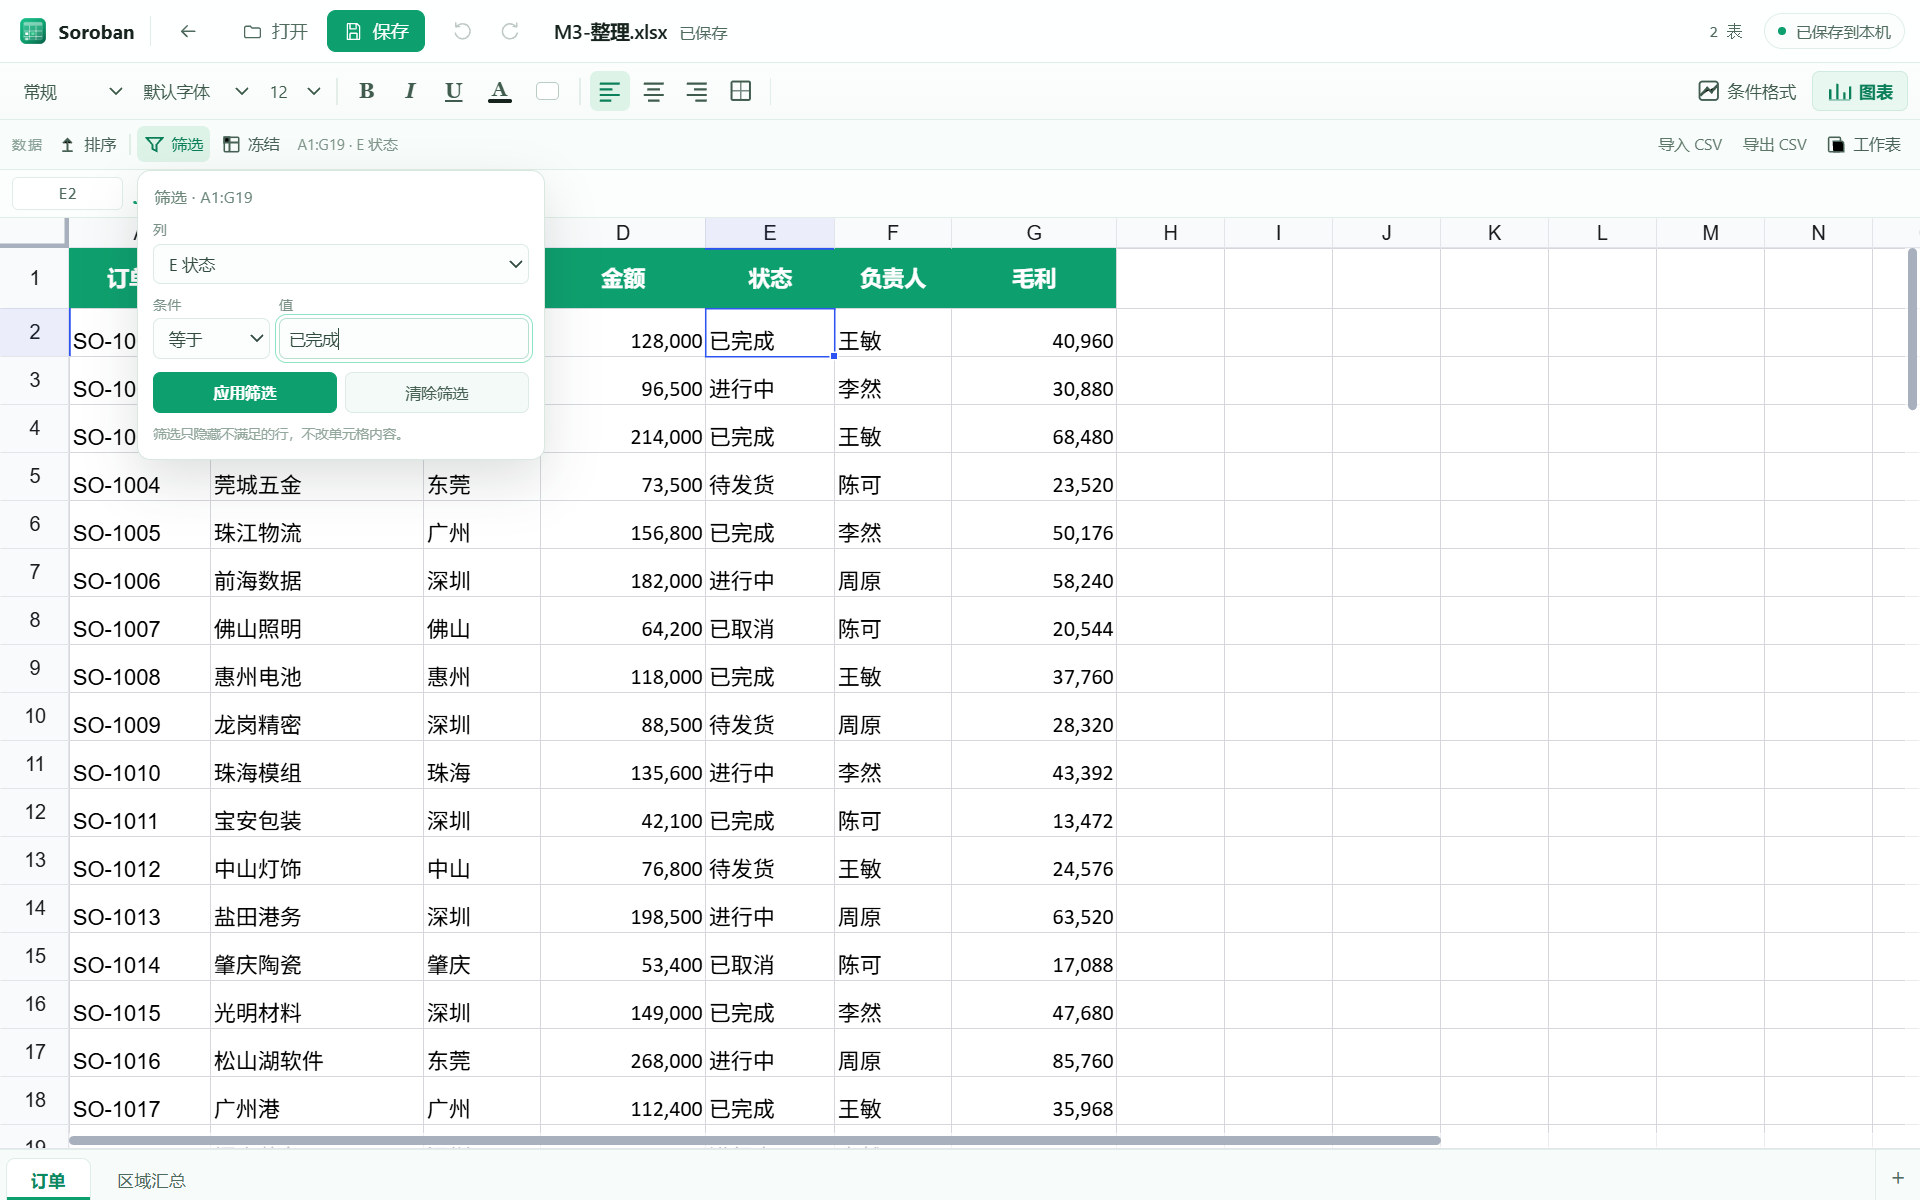 Soroban 打开 保存 M3-整理.xlsx 已保存 2 表 已保存到本机
常规 默认字体 12 B I U A 条件格式 图表
数据 排序 筛选 冻结 A1:G19 · E 状态 导入 CSV 导出 CSV 工作表
E2
筛选 · A1:G19
列
E 状态
条件 值
等于 已完成
应用筛选 清除筛选
筛选只隐藏不满足的行，不改单元格内容。
D E F G H I J K L M N
1 金额 状态 负责人 毛利
2 SO-10 128,000 已完成 王敏 40,960
3 SO-10 96,500 进行中 李然 30,880
4 SO-10 214,000 已完成 王敏 68,480
5 SO-1004 莞城五金 东莞 73,500 待发货 陈可 23,520
6 SO-1005 珠江物流 广州 156,800 已完成 李然 50,176
7 SO-1006 前海数据 深圳 182,000 进行中 周原 58,240
8 SO-1007 佛山照明 佛山 64,200 已取消 陈可 20,544
9 SO-1008 惠州电池 惠州 118,000 已完成 王敏 37,760
10 SO-1009 龙岗精密 深圳 88,500 待发货 周原 28,320
11 SO-1010 珠海模组 珠海 135,600 进行中 李然 43,392
12 SO-1011 宝安包装 深圳 42,100 已完成 陈可 13,472
13 SO-1012 中山灯饰 中山 76,800 待发货 王敏 24,576
14 SO-1013 盐田港务 深圳 198,500 进行中 周原 63,520
15 SO-1014 肇庆陶瓷 肇庆 53,400 已取消 陈可 17,088
16 SO-1015 光明材料 深圳 149,000 已完成 李然 47,680
17 SO-1016 松山湖软件 东莞 268,000 进行中 周原 85,760
18 SO-1017 广州港 广州 112,400 已完成 王敏 35,968
19
订单 区域汇总